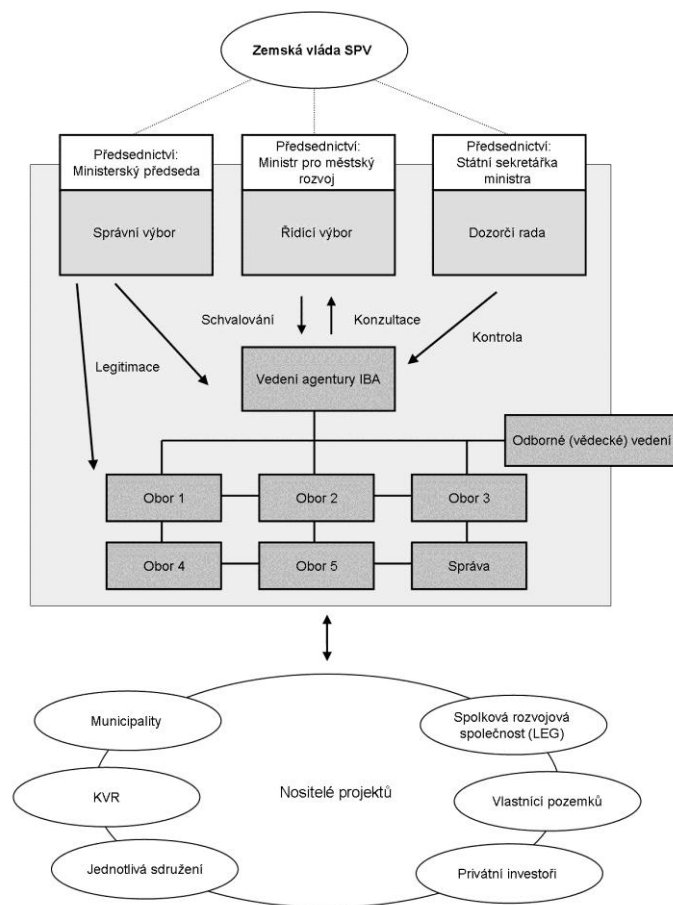 Zemská vláda SPV
Předsednictví:
Ministerský předseda
Předsednictví:
Ministr pro městský
rozvoj
Předsednictví:
Státní sekretářka
ministra
Správní výbor
Řídící výbor
Dozorčí rada
Schvalování
Konzultace
Kontrola
Legitimace
Vedení agentury IBA
Odborné (vědecké) vedení
Obor 1
Obor 2
Obor 3
Obor 4
Obor 5
Správa
Municipality
Spolková rozvojová
společnost (LEG)
KVR
Nositelé projektů
Vlastníci pozemků
Jednotlivá sdružení
Privátní investoři